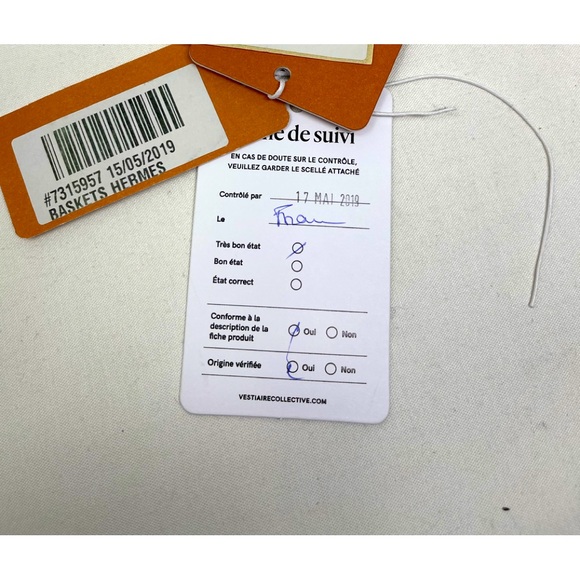 #7315957 15/05/2019
BASKETS HERMES
de suivi
EN CAS DE DOUTE SUR LE CONTRÔLE,
VEUILLEZ GARDER LE SCELLÉ ATTACHÉ
Contrôlé par 17 MAI 2019
Le
Très bon état
Bon état
État correct
Conforme à la
description de la
fiche produit
Oui Non
Origine vérifiée Oui Non
VESTIAIRECOLLECTIVE.COM